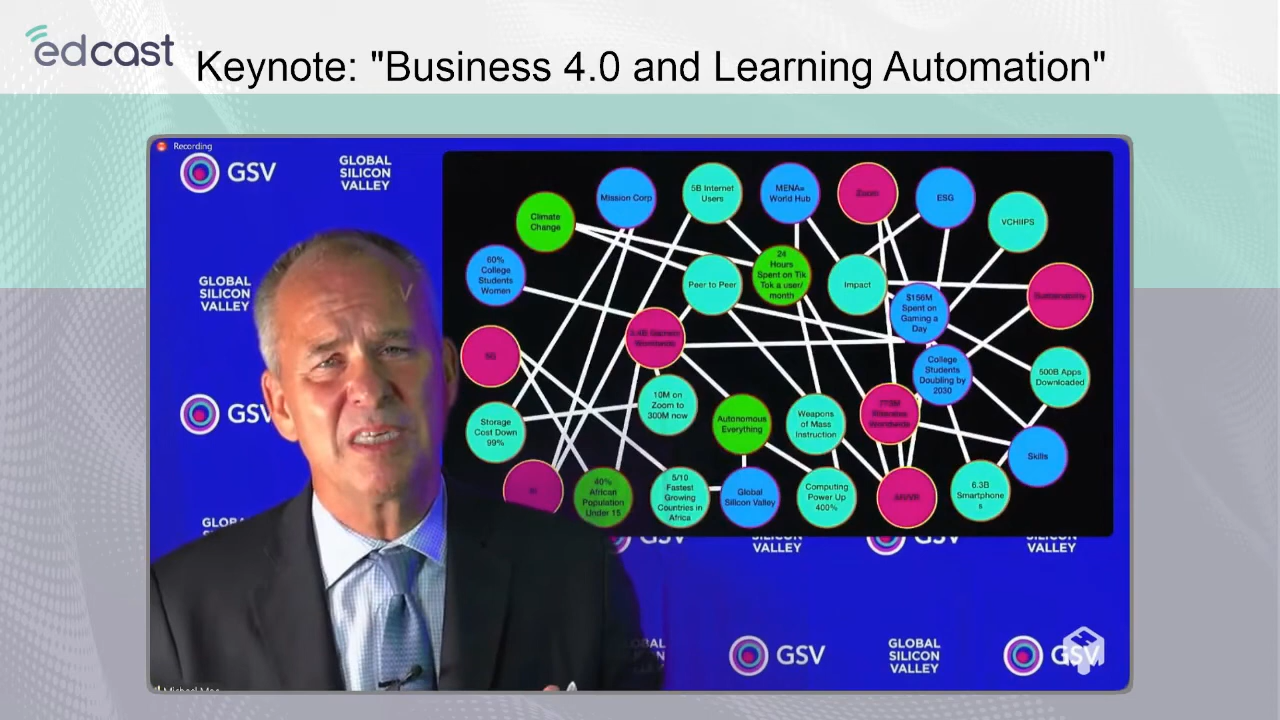 edcast
Keynote: "Business 4.0 and Learning Automation"
Recording
GSV
GLOBAL
SILICON
VALLEY
Climate
Change
Mission Corp
5B Internet
Users
MENA=
World Hub
Zoom
ESG
VCHIIPS
60%
College
Students
Women
Peer to Peer
24
Hours
Spent on Tik
Tok a user/
month
Impact
$156M
Spent on
Gaming a
Day
Sustainability
GLOBAL
SILICON
VALLEY
V
5G
Worldwide
College
Students
Doubling by
2030
500B Apps
Downloaded
GSV
Storage
Cost Down
99%
10M on
Zoom to
300M now
Autonomous
Everything
Weapons
of Mass
Instruction
Worldwide
Skills
40%
African
Population
Under 15
5/10
Fastest
Growing
Countries in
Africa
Global
Silicon Valley
Computing
Power Up
400%
AR/VR
6.3B
Smartphone
s
GSV
SILICON
VALLEY
GSV
SILICON
VALLEY
GSV
GLOBAL
SILICON
VALLEY
GSV